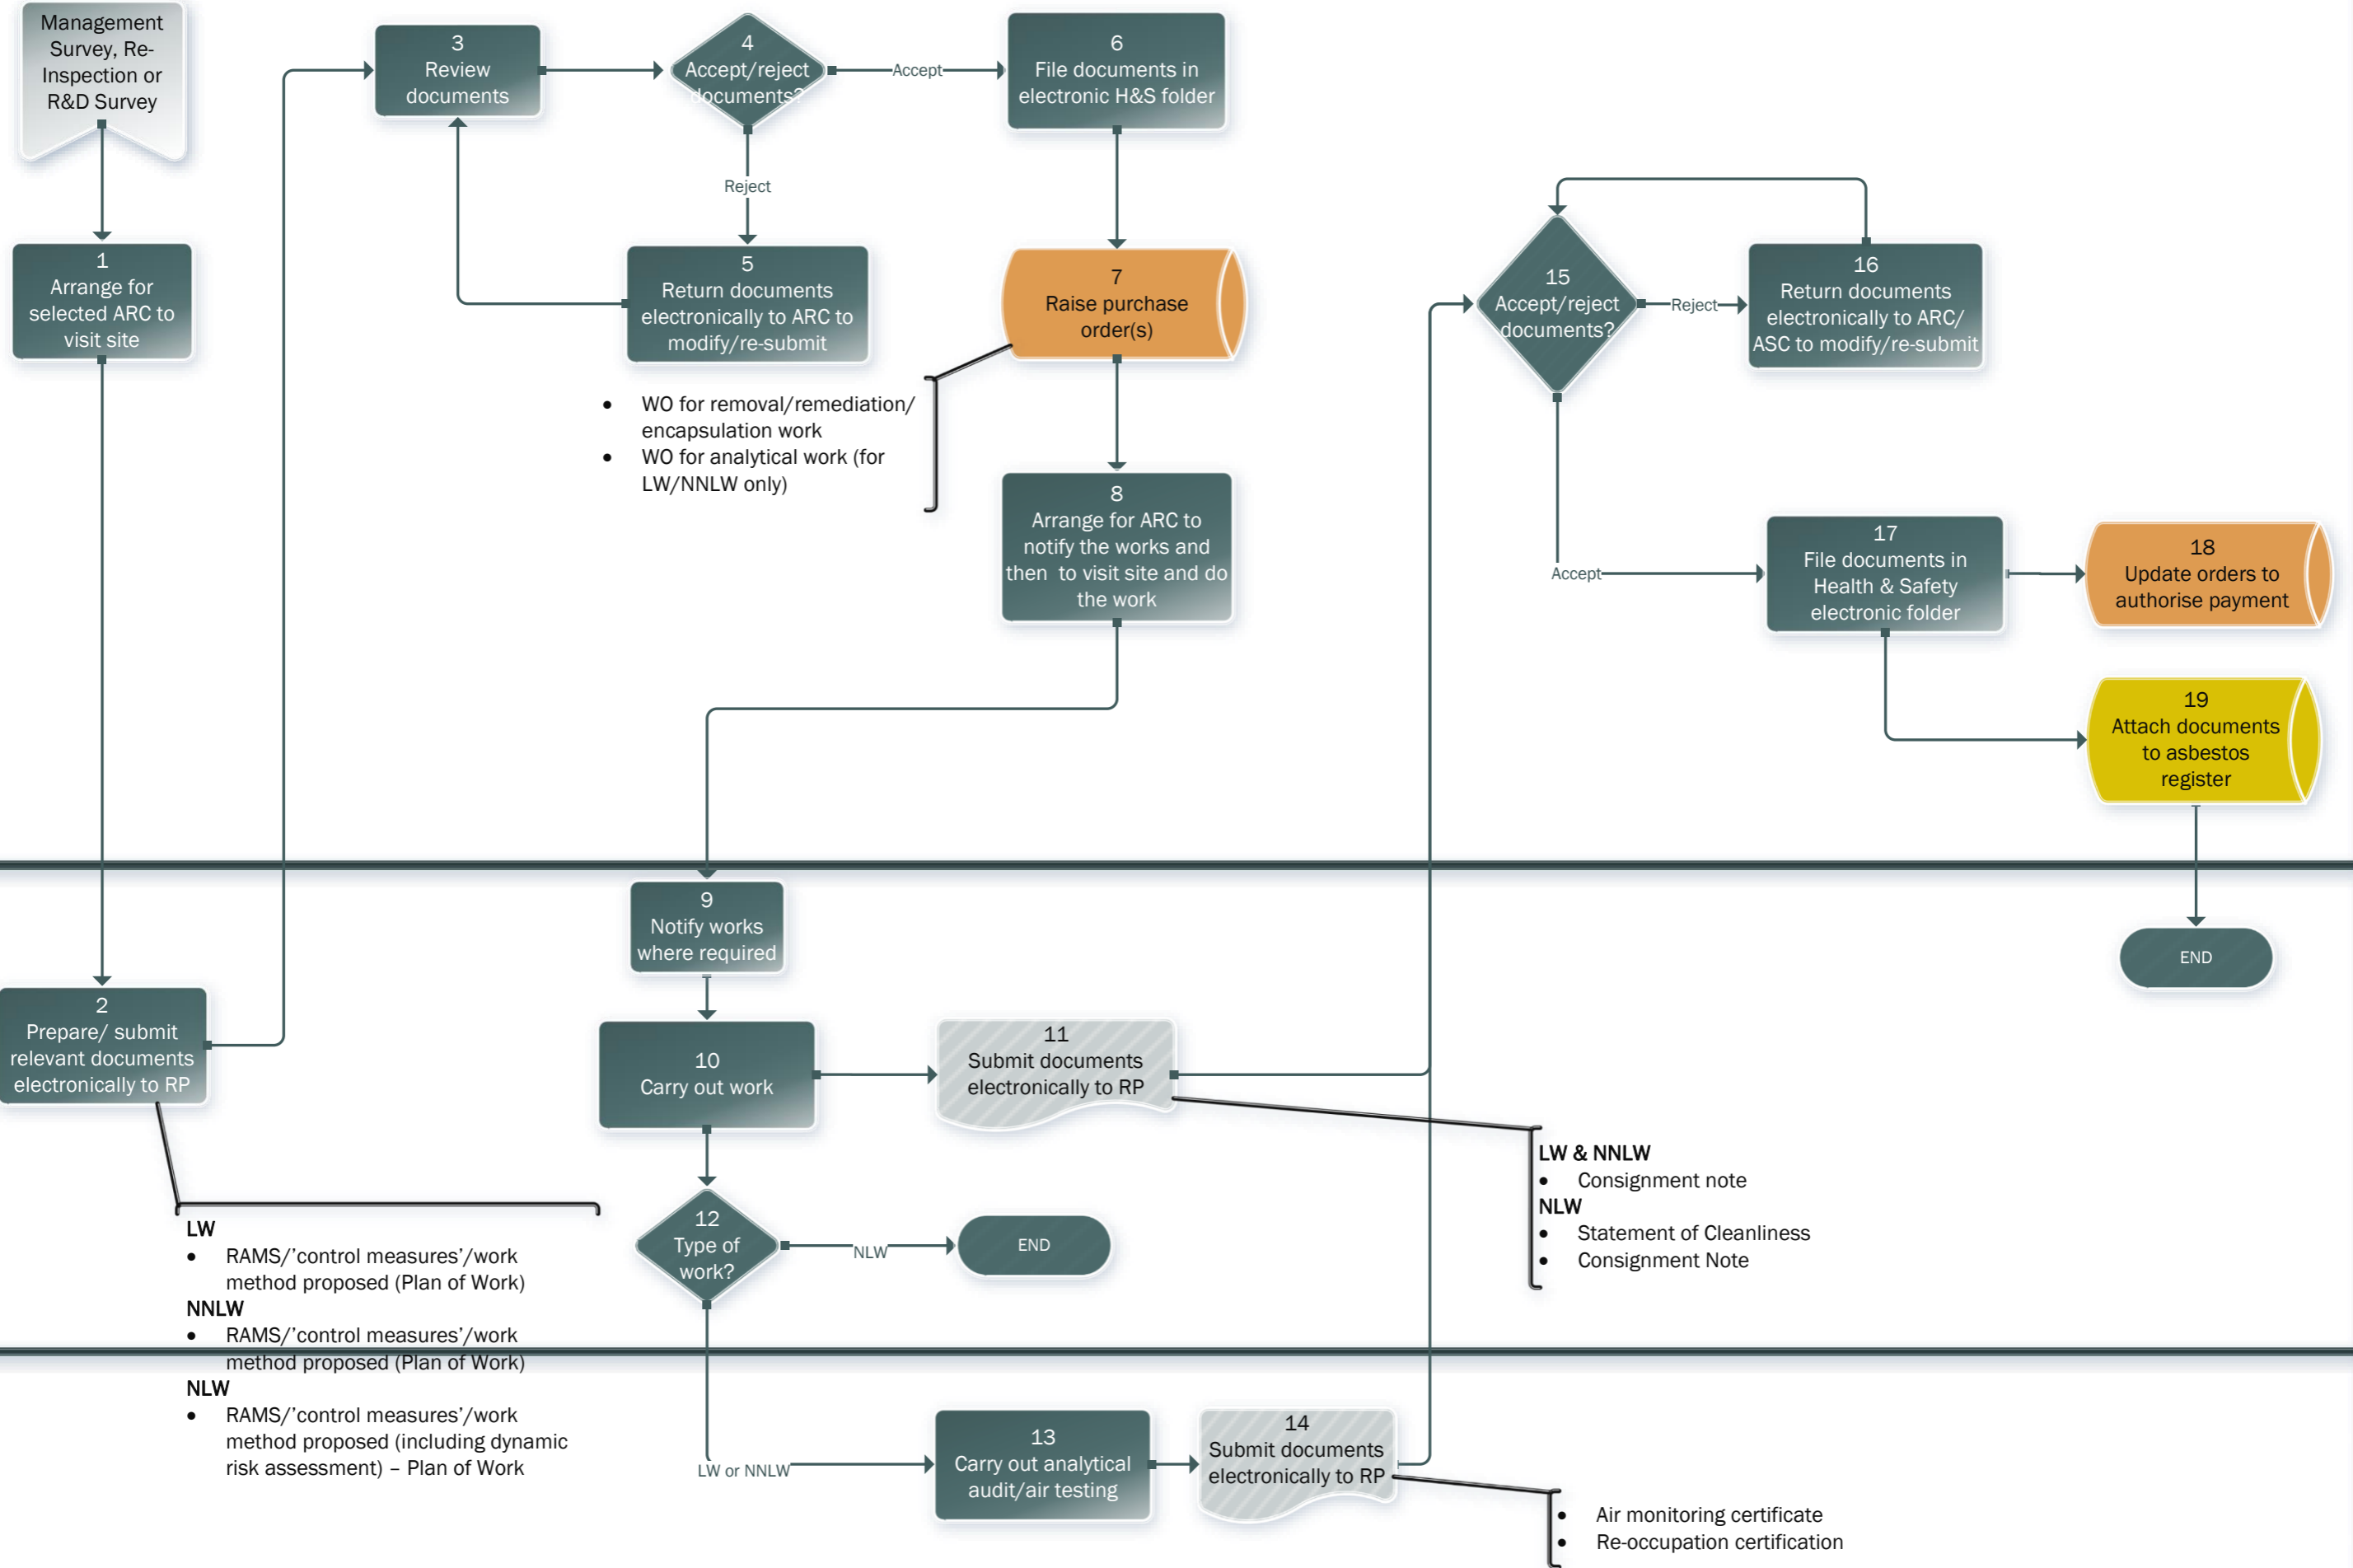 Management
Survey, Re-
Inspection or
R&D Survey
1
Arrange for
selected ARC to
visit site
2
Prepare/ submit
relevant documents
electronically to RP
LW
• RAMS/'control measures'/work
method proposed (Plan of Work)
NNLW
• RAMS/'control measures'/work
method proposed (Plan of Work)
NLW
• RAMS/'control measures'/work
method proposed (including dynamic
risk assessment) – Plan of Work
3
Review
documents
4
Accept/reject
documents?
Accept
Reject
5
Return documents
electronically to ARC to
modify/re-submit
6
File documents in
electronic H&S folder
7
Raise purchase
order(s)
• WO for removal/remediation/
encapsulation work
• WO for analytical work (for
LW/NNLW only)
8
Arrange for ARC to
notify the works and
then  to visit site and do
the work
9
Notify works
where required
10
Carry out work
11
Submit documents
electronically to RP
LW & NNLW
• Consignment note
NLW
• Statement of Cleanliness
• Consignment Note
12
Type of
work?
NLW
END
LW or NNLW
13
Carry out analytical
audit/air testing
14
Submit documents
electronically to RP
• Air monitoring certificate
• Re-occupation certification
15
Accept/reject
documents?
Reject
16
Return documents
electronically to ARC/
ASC to modify/re-submit
Accept
17
File documents in
Health & Safety
electronic folder
18
Update orders to
authorise payment
19
Attach documents
to asbestos
register
END